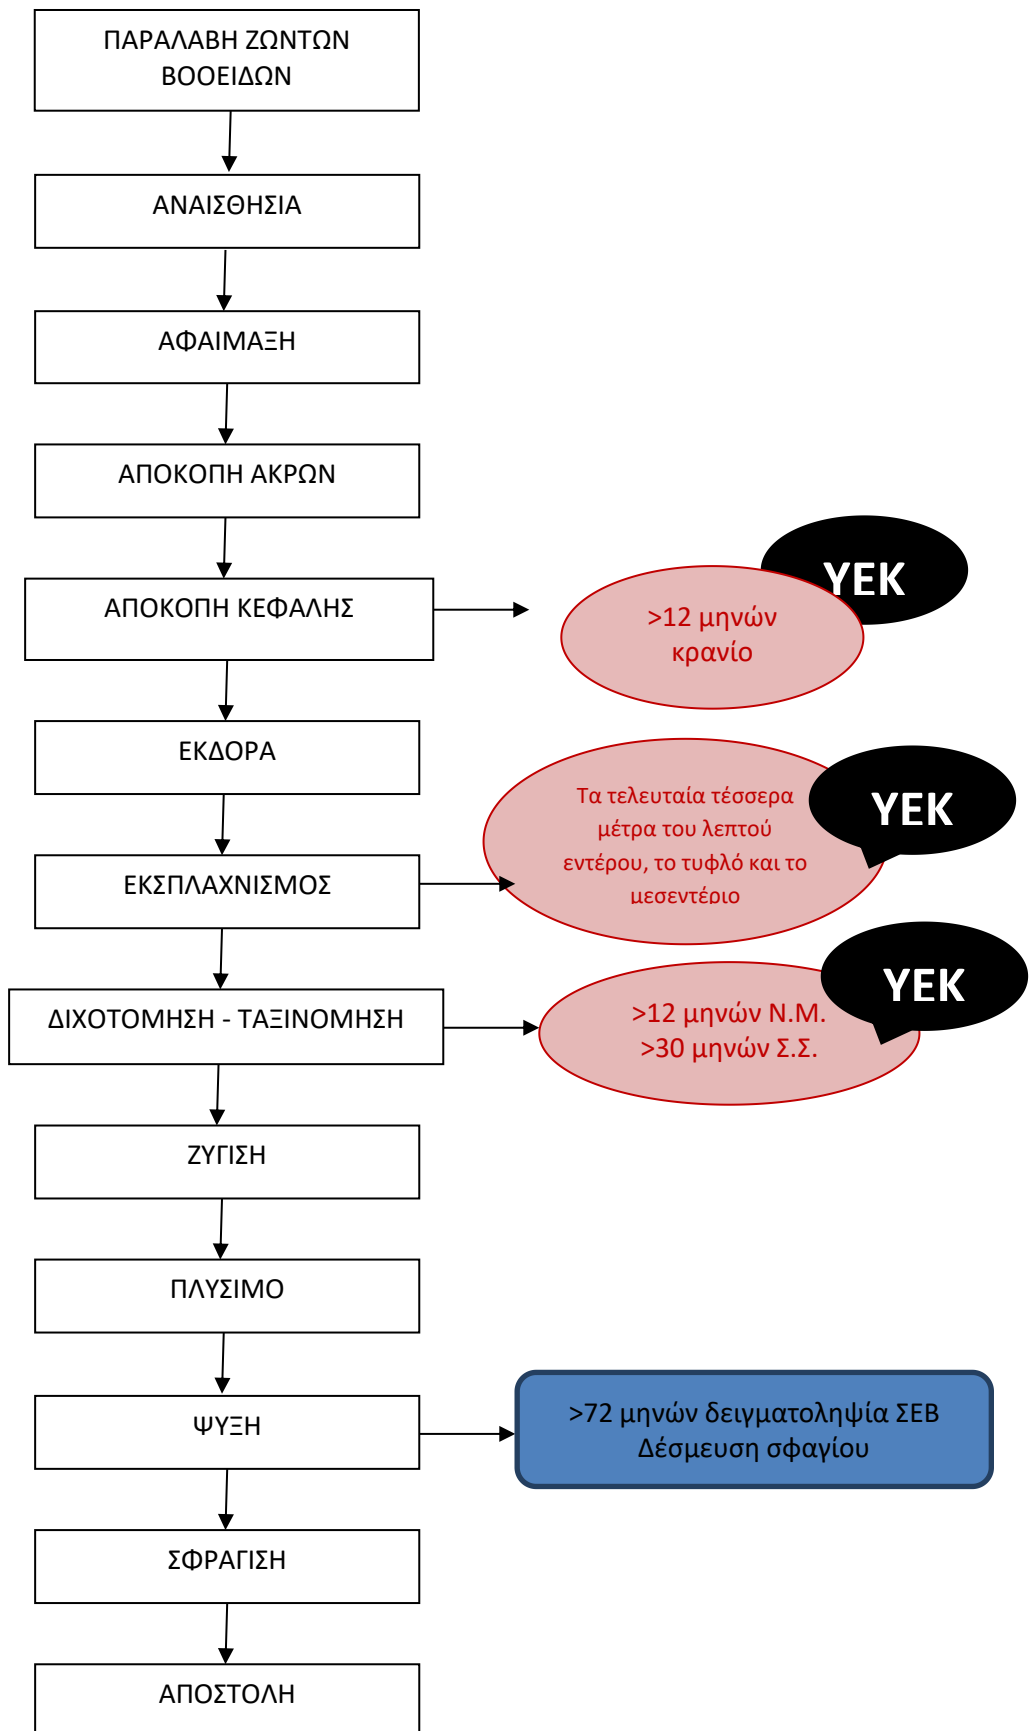 ΠΑΡΑΛΑΒΗ ΖΩΝΤΩΝ
ΒΟΟΕΙΔΩΝ
ΑΝΑΙΣΘΗΣΙΑ
ΑΦΑΙΜΑΞΗ
ΑΠΟΚΟΠΗ ΑΚΡΩΝ
ΑΠΟΚΟΠΗ ΚΕΦΑΛΗΣ
ΥΕΚ
>12 μηνών
κρανίο
ΕΚΔΟΡΑ
ΕΚΣΠΛΑΧΝΙΣΜΟΣ
Τα τελευταία τέσσερα
μέτρα του λεπτού
εντέρου, το τυφλό και το
μεσεντέριο
ΥΕΚ
ΔΙΧΟΤΟΜΗΣΗ - ΤΑΞΙΝΟΜΗΣΗ
>12 μηνών Ν.Μ.
>30 μηνών Σ.Σ.
ΥΕΚ
ΖΥΓΙΣΗ
ΠΛΥΣΙΜΟ
ΨΥΞΗ
>72 μηνών δειγματοληψία ΣΕΒ
Δέσμευση σφαγίου
ΣΦΡΑΓΙΣΗ
ΑΠΟΣΤΟΛΗ